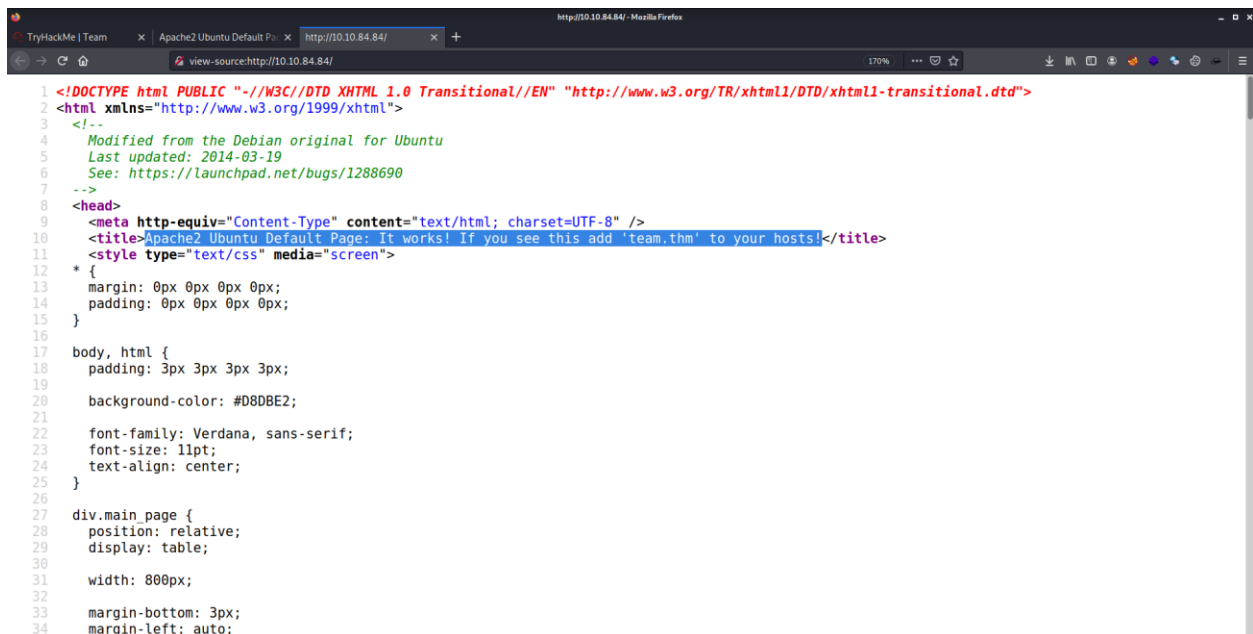 http://10.10.84.84/ - Mozilla Firefox
TryHackMe | Team
Apache2 Ubuntu Default Pag
http://10.10.84.84/
view-source:http://10.10.84.84/
170%
1 <!DOCTYPE html PUBLIC "-//W3C//DTD XHTML 1.0 Transitional//EN" "http://www.w3.org/TR/xhtml1/DTD/xhtml1-transitional.dtd">
2 <html xmlns="http://www.w3.org/1999/xhtml">
3 <!--
4 Modified from the Debian original for Ubuntu
5 Last updated: 2014-03-19
6 See: https://launchpad.net/bugs/1288690
7 -->
8 <head>
9 <meta http-equiv="Content-Type" content="text/html; charset=UTF-8" />
10 <title>Apache2 Ubuntu Default Page: It works! If you see this add 'team.thm' to your hosts!</title>
11 <style type="text/css" media="screen">
12 * {
13 margin: 0px 0px 0px 0px;
14 padding: 0px 0px 0px 0px;
15 }
16
17 body, html {
18 padding: 3px 3px 3px 3px;
19
20 background-color: #D8DBE2;
21
22 font-family: Verdana, sans-serif;
23 font-size: 11pt;
24 text-align: center;
25 }
26
27 div.main_page {
28 position: relative;
29 display: table;
30
31 width: 800px;
32
33 margin-bottom: 3px;
34 margin-left: auto;